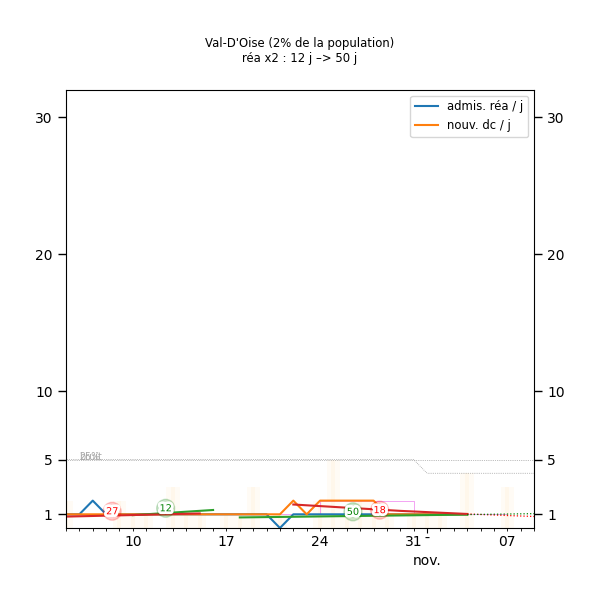 Val-D'Oise (2% de la population)
réa x2 : 12 j –> 50 j
admis. réa / j
nouv. dc / j
30 30
20 20
10 10
5 5
1 1
27 12 50 18
10 17 24 31 - 07
nov.